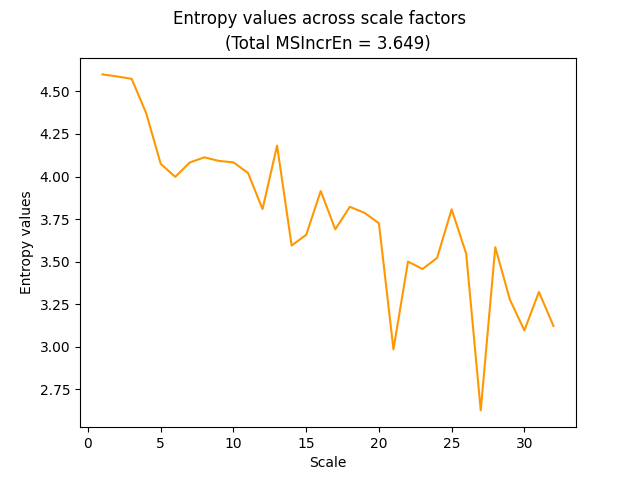 Entropy values across scale factors
(Total MSIncrEn = 3.649)
Entropy values
4.50
4.25
4.00
3.75
3.50
3.25
3.00
2.75
0 5 10 15 20 25 30
Scale